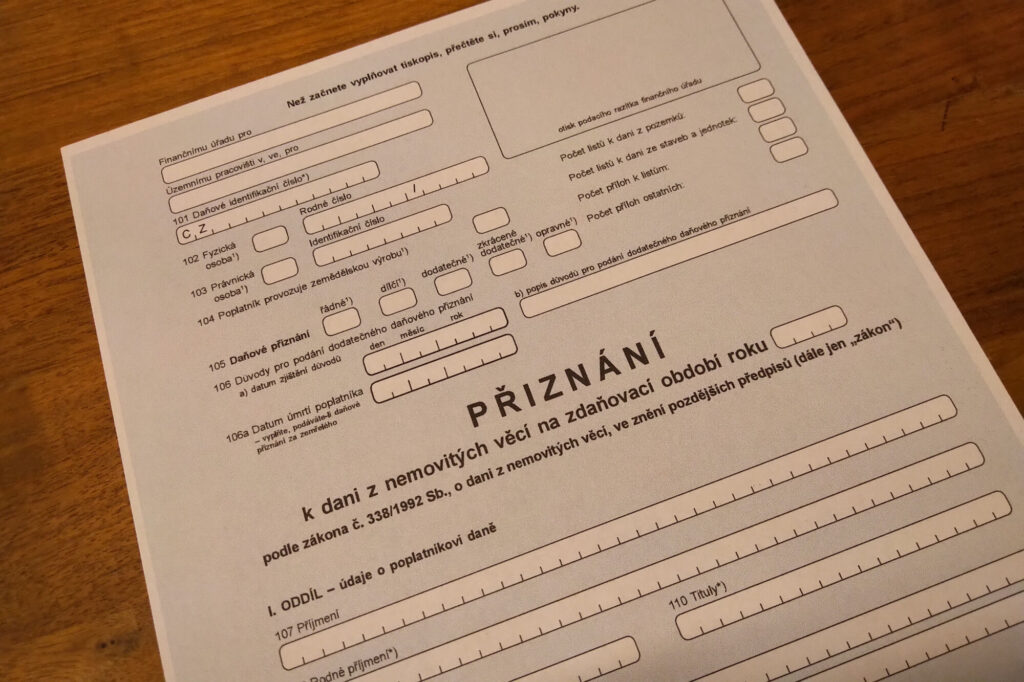 Než začnete vyplňovat tiskopis, přečtěte si, prosím, pokyny.
Finančnímu úřadu pro
Územnímu pracovišti v, ve, pro
101 Daňové identifikační číslo*)
C Z
Rodné číslo
/
102 Fyzická osoba¹)
Identifikační číslo
103 Právnická osoba¹)
104 Poplatník provozuje zemědělskou výrobu¹)
otisk podacího razítka finančního úřadu
Počet listů k dani z pozemků:
Počet listů k dani ze staveb a jednotek:
Počet příloh k listům:
Počet příloh ostatních:
105 Daňové přiznání
řádné¹)
dílčí¹)
dodatečné¹)
zkrácené dodatečné¹)
opravné¹)
106 Důvody pro podání dodatečného daňového přiznání
a) datum zjištění důvodů
den měsíc rok
b) popis důvodů pro podání dodatečného daňového přiznání
106a Datum úmrtí poplatníka
– vyplňte, podáváte-li daňové
přiznání za zemřelého
PŘIZNÁNÍ
k dani z nemovitých věcí na zdaňovací období roku
podle zákona č. 338/1992 Sb., o dani z nemovitých věcí, ve znění pozdějších předpisů (dále jen „zákon“)
I. ODDÍL – údaje o poplatníkovi daně
107 Příjmení
Rodné příjmení*)
110 Tituly*)